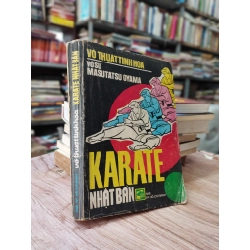 VÕ THUẬT TINH HOA
VÕ SƯ
MASUTATSU OYAMA
KARATE
NHẬT BẢN
võ thuật tinh hoa
KARATE NHẬT BẢN